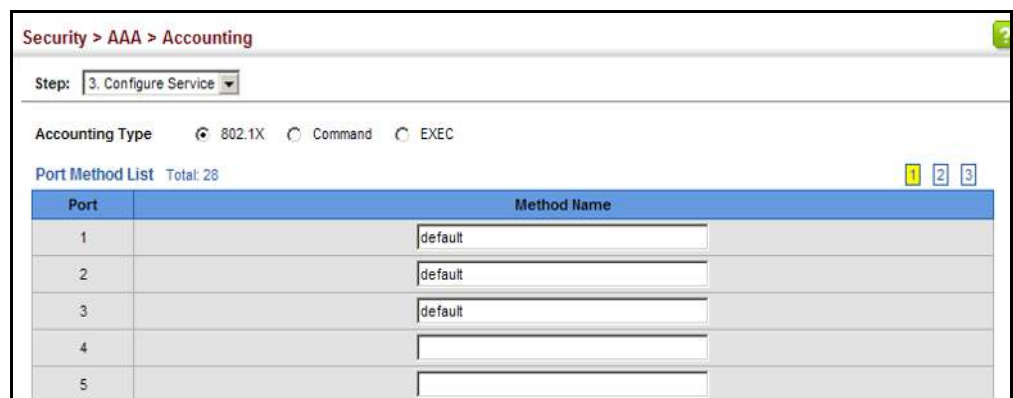 Security > AAA > Accounting
?
Step: 3. Configure Service
Accounting Type 802.1X Command EXEC
Port Method List Total: 28 1 2 3
Port Method Name
1 default
2 default
3 default
4
5